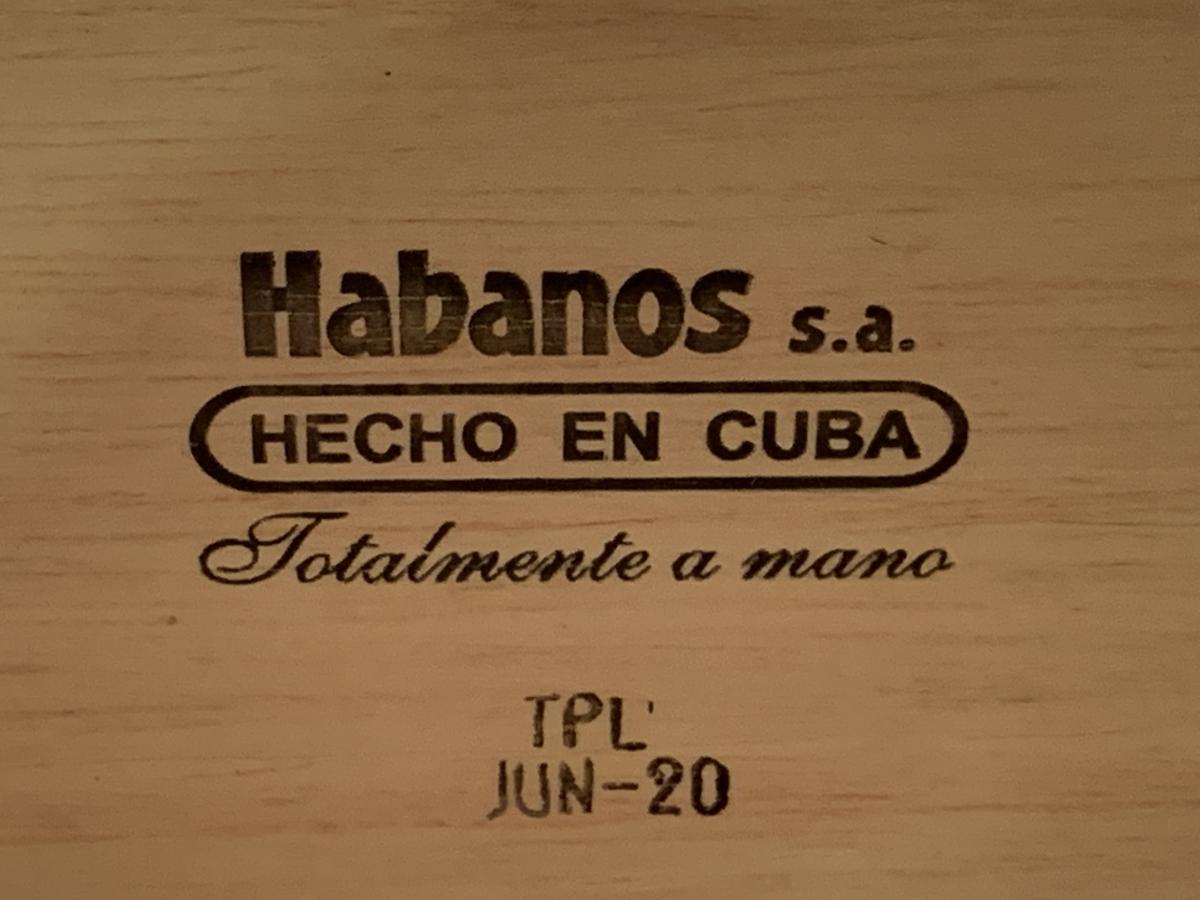 Habanos s.a.
HECHO EN CUBA
Totalmente a mano
TPL
JUN-20